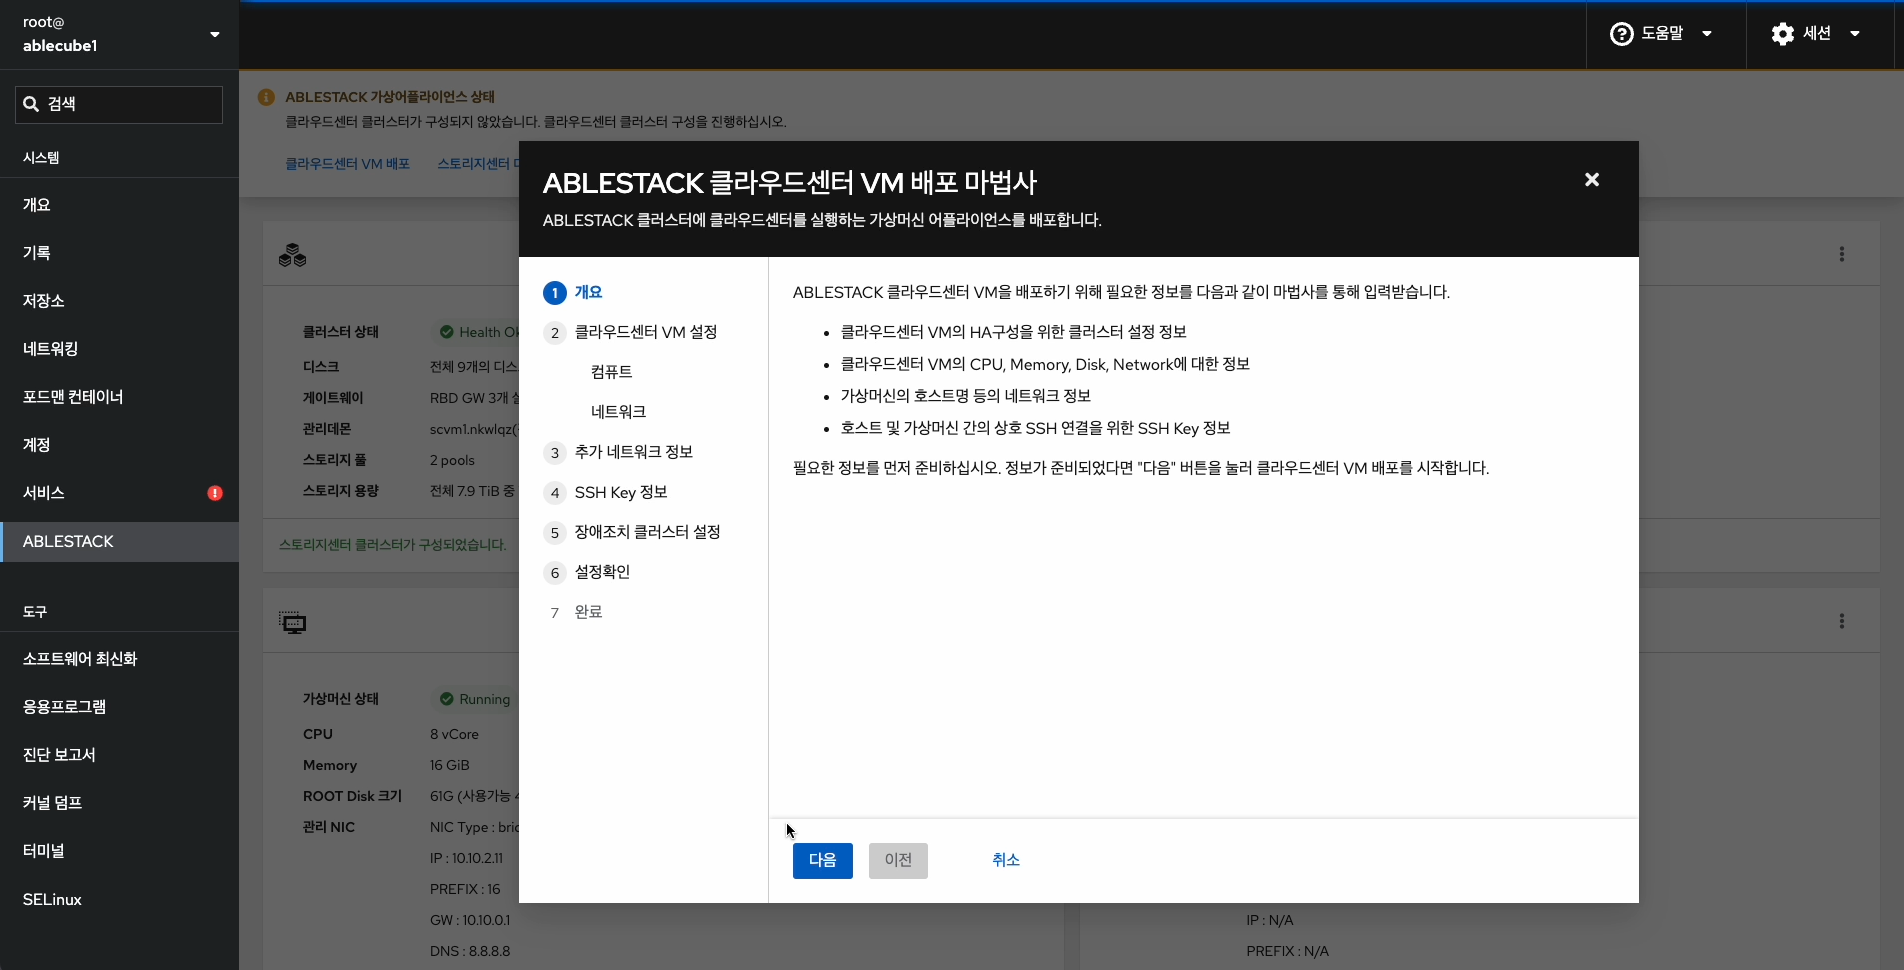 root@
ablecube1
도움말
세션
검색
시스템
개요
기록
저장소
네트워킹
포드맨 컨테이너
계정
서비스
ABLESTACK
도구
소프트웨어 최신화
응용프로그램
진단 보고서
커널 덤프
터미널
SELinux
ABLESTACK 가상어플라이언스 상태
클라우드센터 클러스터가 구성되지 않았습니다. 클라우드센터 클러스터 구성을 진행하십시오.
클라우드센터 VM 배포
스토리지센터
클러스터 상태 Health
디스크 전체 9개의
게이트웨이 RBD GW 3개
관리데몬 scvm1.nkwlqz(
스토리지 풀 2 pools
스토리지 용량 전체 7.9 TiB 중
스토리지센터 클러스터가 구성되었습니다.
가상머신 상태 Running
CPU 8 vCore
Memory 16 GiB
ROOT Disk 크기 61G (사용가능
관리 NIC NIC Type :
IP : 10.10.2.11
PREFIX : 16
GW : 10.10.0.1
DNS : 8.8.8.8
IP : N/A
PREFIX : N/A
ABLESTACK 클라우드센터 VM 배포 마법사
ABLESTACK 클러스터에 클라우드센터를 실행하는 가상머신 어플라이언스를 배포합니다.
1 개요
2 클라우드센터 VM 설정
컴퓨트
네트워크
3 추가 네트워크 정보
4 SSH Key 정보
5 장애조치 클러스터 설정
6 설정확인
7 완료
ABLESTACK 클라우드센터 VM을 배포하기 위해 필요한 정보를 다음과 같이 마법사를 통해 입력받습니다.
• 클라우드센터 VM의 HA구성을 위한 클러스터 설정 정보
• 클라우드센터 VM의 CPU, Memory, Disk, Network에 대한 정보
• 가상머신의 호스트명 등의 네트워크 정보
• 호스트 및 가상머신 간의 상호 SSH 연결을 위한 SSH Key 정보
필요한 정보를 먼저 준비하십시오. 정보가 준비되었다면 "다음" 버튼을 눌러 클라우드센터 VM 배포를 시작합니다.
다음
이전
취소